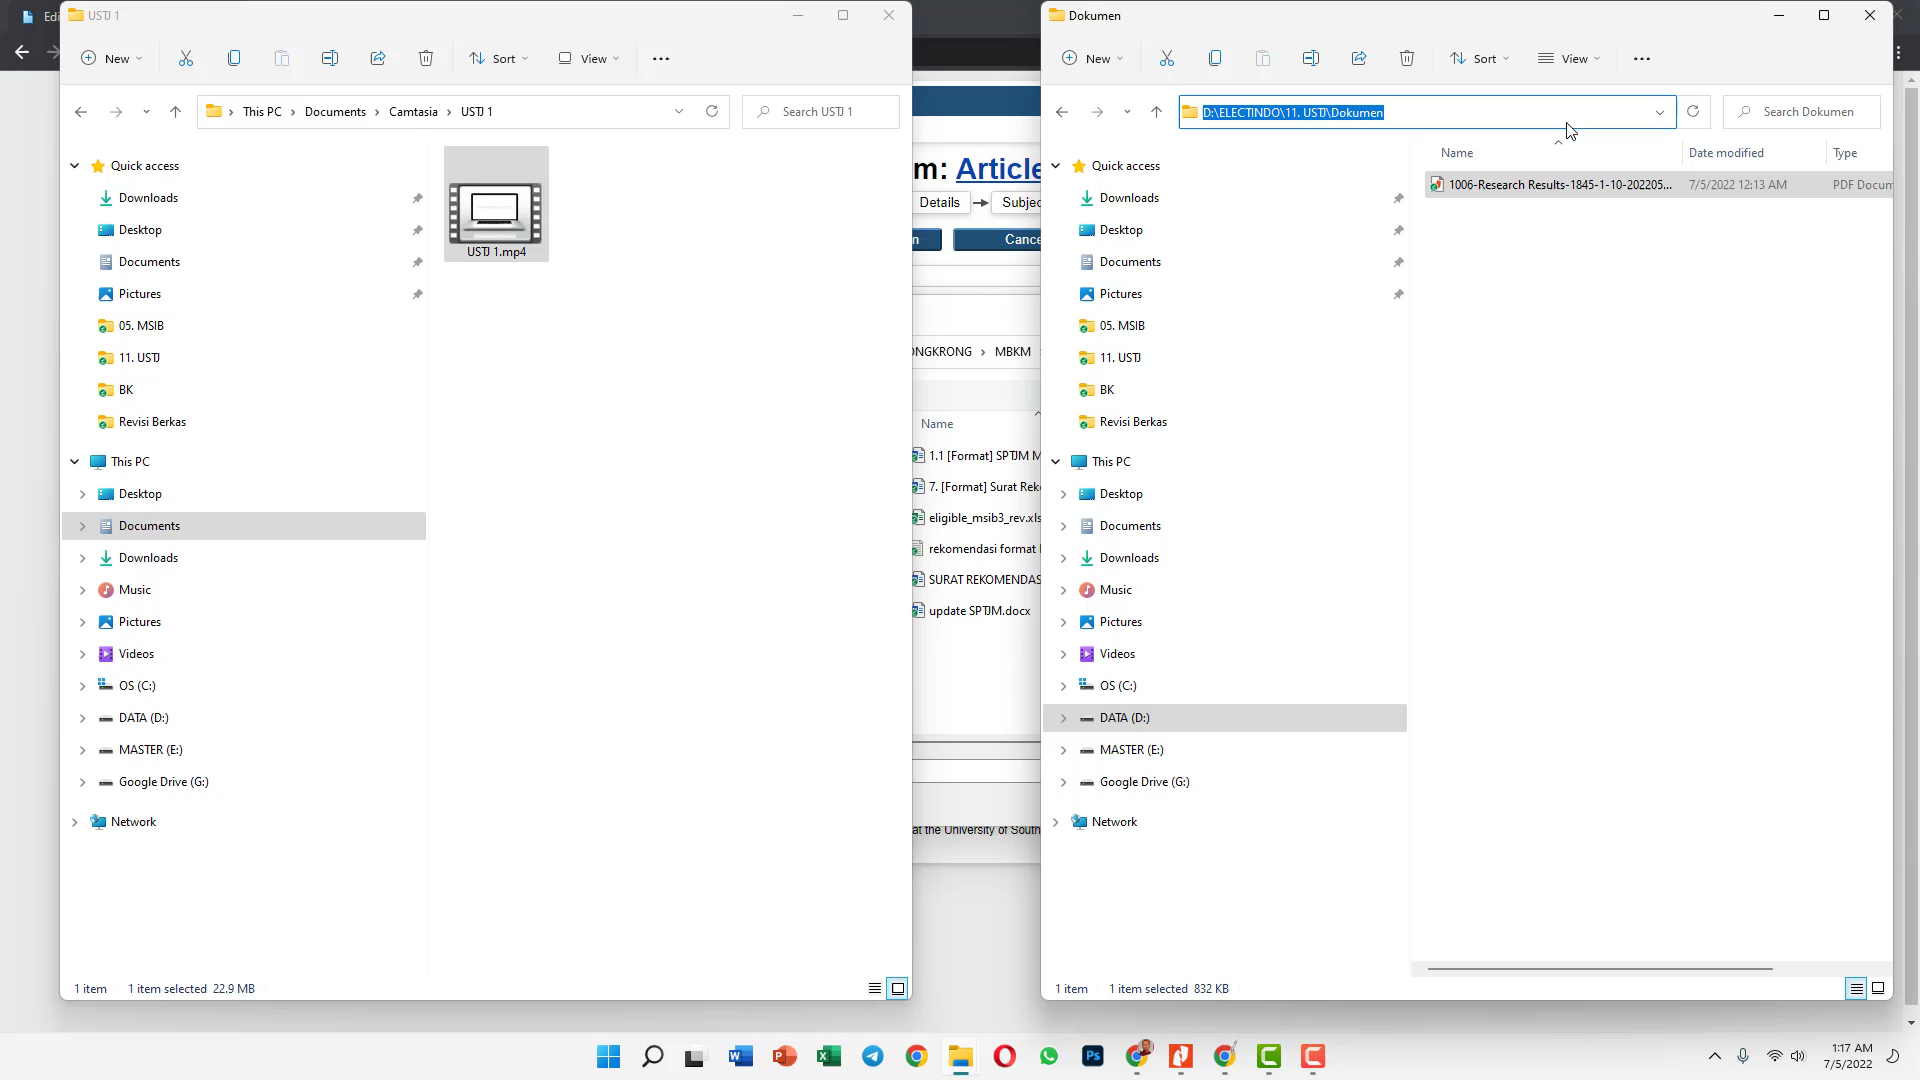 Edi
USTJ 1
New
Sort
View
This PC > Documents > Camtasia > USTJ 1
Search USTJ 1
Quick access
Downloads
Desktop
Documents
Pictures
05. MSIB
11. USTJ
BK
Revisi Berkas
This PC
Desktop
Documents
Downloads
Music
Pictures
Videos
OS (C:)
DATA (D:)
MASTER (E:)
Google Drive (G:)
Network
USTJ 1.mp4
1 item 1 item selected 22.9 MB
m: Article
Details
Subjec
n
Cance
ONGKRONG > MBKM
Name
1.1 [Format] SPTJM M
7. [Format] Surat Reko
eligible_msib3_rev.xls
rekomendasi format
SURAT REKOMENDAS
update SPTJM.docx
at the University of South
Dokumen
New
Sort
View
D:\ELECTINDO\11. USTJ\Dokumen
Search Dokumen
Quick access
Downloads
Desktop
Documents
Pictures
05. MSIB
11. USTJ
BK
Revisi Berkas
This PC
Desktop
Documents
Downloads
Music
Pictures
Videos
OS (C:)
DATA (D:)
MASTER (E:)
Google Drive (G:)
Network
Name Date modified Type
1006-Research Results-1845-1-10-202205... 7/5/2022 12:13 AM PDF Docum
1 item 1 item selected 832 KB
Ps
1:17 AM
7/5/2022